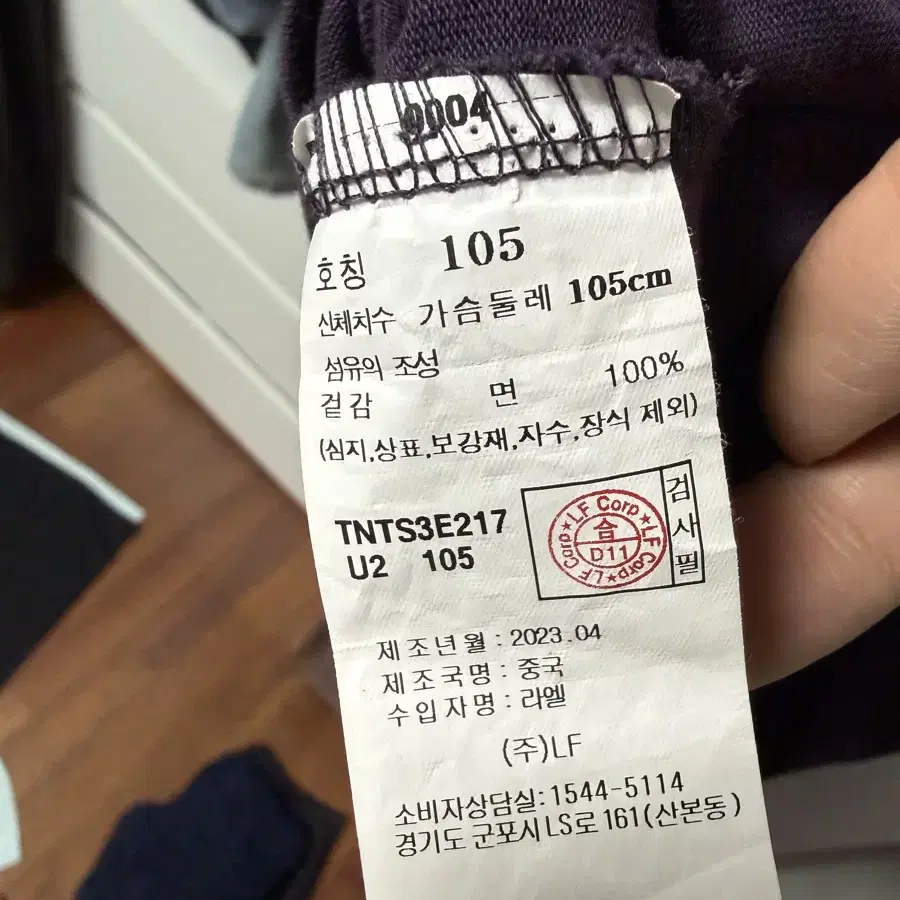 0004
호칭 105
신체치수 가슴둘레 105cm
섬유의 조성
겉감 면 100%
(심지,상표,보강재,자수,장식 제외)
TNTS3E217
U2 105
LF Corp★LF Corp★LF Corp★
合
D11
검사필
제조년월 : 2023.04
제조국명 : 중국
수입자명 : 라엘
(주)LF
소비자상담실: 1544-5114
경기도 군포시 LS로 161(산본동)